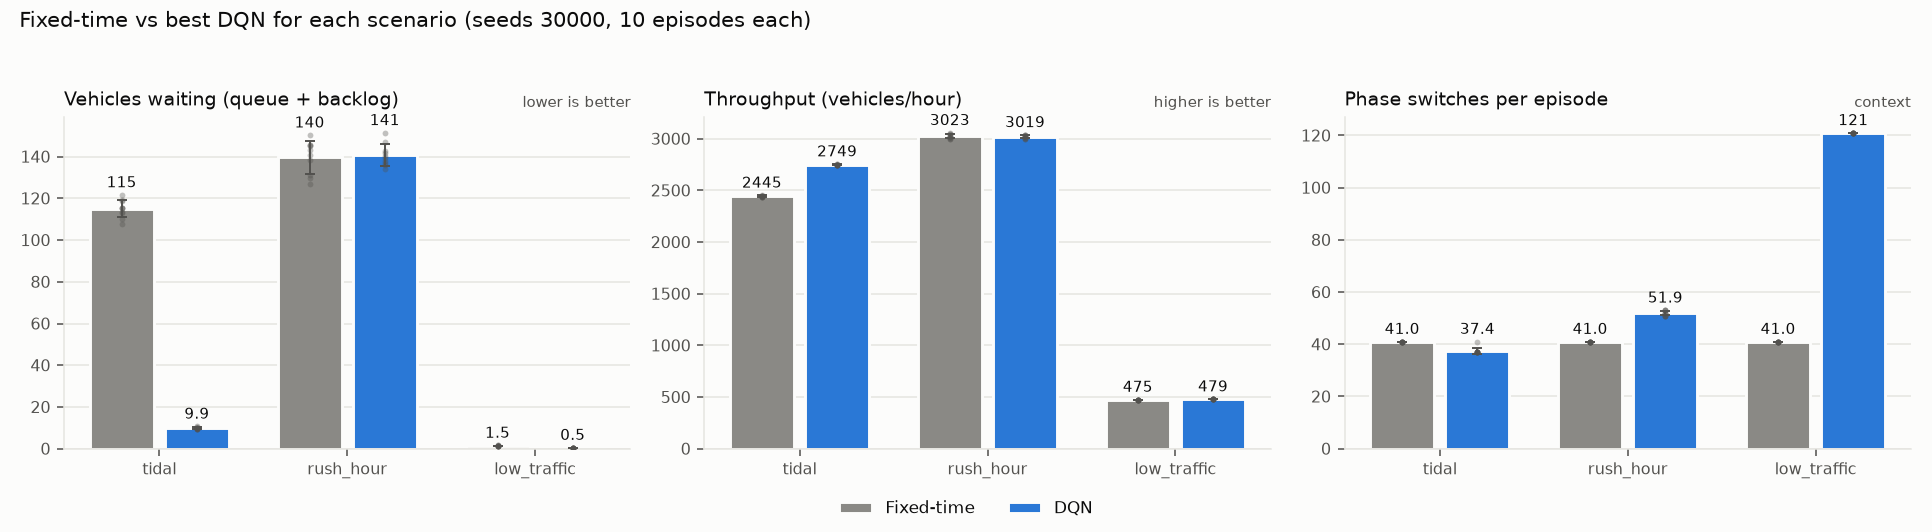 Fixed-time vs best DQN for each scenario (seeds 30000, 10 episodes each)
Vehicles waiting (queue + backlog)
lower is better
140
120
100
80
60
40
20
0
115
9.9
140
141
1.5
0.5
tidal
rush_hour
low_traffic
Throughput (vehicles/hour)
higher is better
3000
2500
2000
1500
1000
500
0
2445
2749
3023
3019
475
479
tidal
rush_hour
low_traffic
Phase switches per episode
context
120
100
80
60
40
20
0
41.0
37.4
41.0
51.9
41.0
121
tidal
rush_hour
low_traffic
Fixed-time
DQN